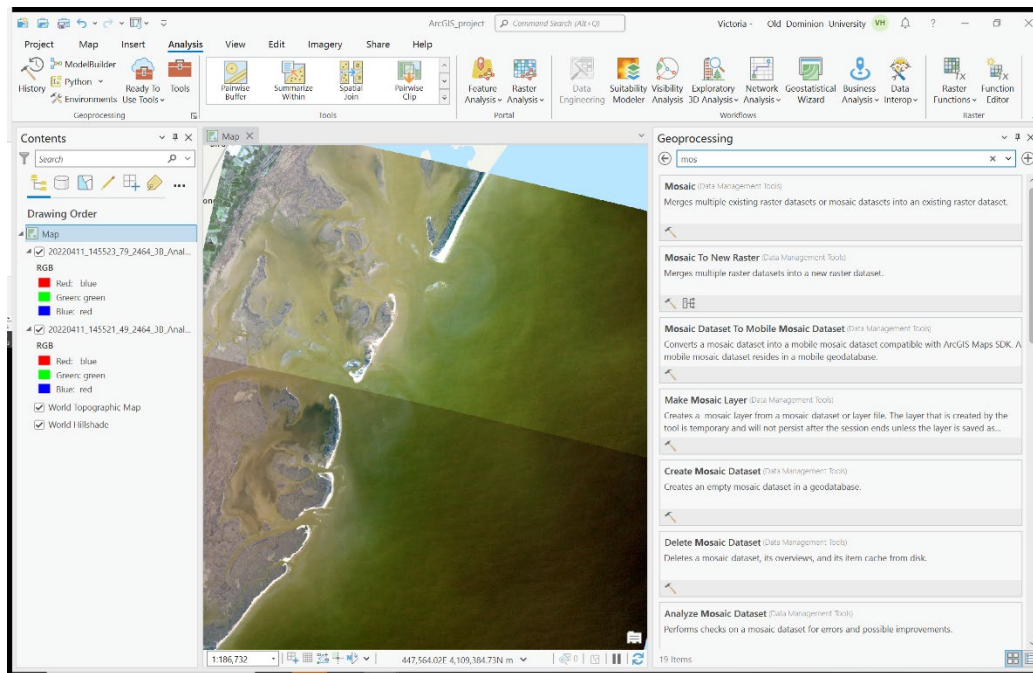 ArcGIS_project
Command Search (Alt+Q)
Victoria - Old Dominion University
VH
?
Project Map Insert Analysis View Edit Imagery Share Help
History
ModelBuilder
Python
Environments
Ready To Use Tools
Tools
Pairwise Buffer
Summarize Within
Spatial Join
Pairwise Clip
Feature Analysis
Raster Analysis
Data Engineering
Suitability Modeler
Visibility Analysis
Exploratory 3D Analysis
Network Analysis
Geostatistical Wizard
Business Analysis
Data Interop
Raster Functions
Function Editor
Geoprocessing
Tools
Portal
Workflows
Raster
Contents
Search
Drawing Order
Map
20220411_145523_79_2464_3B_Anal...
RGB
Red: blue
Green: green
Blue: red
20220411_145521_49_2464_3B_Anal...
RGB
Red: blue
Green: green
Blue: red
World Topographic Map
World Hillshade
Map
1:186,732
447,564.02E 4,109,384.73N m
0
Geoprocessing
mos
Mosaic (Data Management Tools)
Merges multiple existing raster datasets or mosaic datasets into an existing raster dataset.
Mosaic To New Raster (Data Management Tools)
Merges multiple raster datasets into a new raster dataset.
Mosaic Dataset To Mobile Mosaic Dataset (Data Management Tools)
Converts a mosaic dataset into a mobile mosaic dataset compatible with ArcGIS Maps SDK. A
mobile mosaic dataset resides in a mobile geodatabase.
Make Mosaic Layer (Data Management Tools)
Creates a mosaic layer from a mosaic dataset or layer file. The layer that is created by the
tool is temporary and will not persist after the session ends unless the layer is saved as...
Create Mosaic Dataset (Data Management Tools)
Creates an empty mosaic dataset in a geodatabase.
Delete Mosaic Dataset (Data Management Tools)
Deletes a mosaic dataset, its overviews, and its item cache from disk.
Analyze Mosaic Dataset (Data Management Tools)
Performs checks on a mosaic dataset for errors and possible improvements.
19 Items